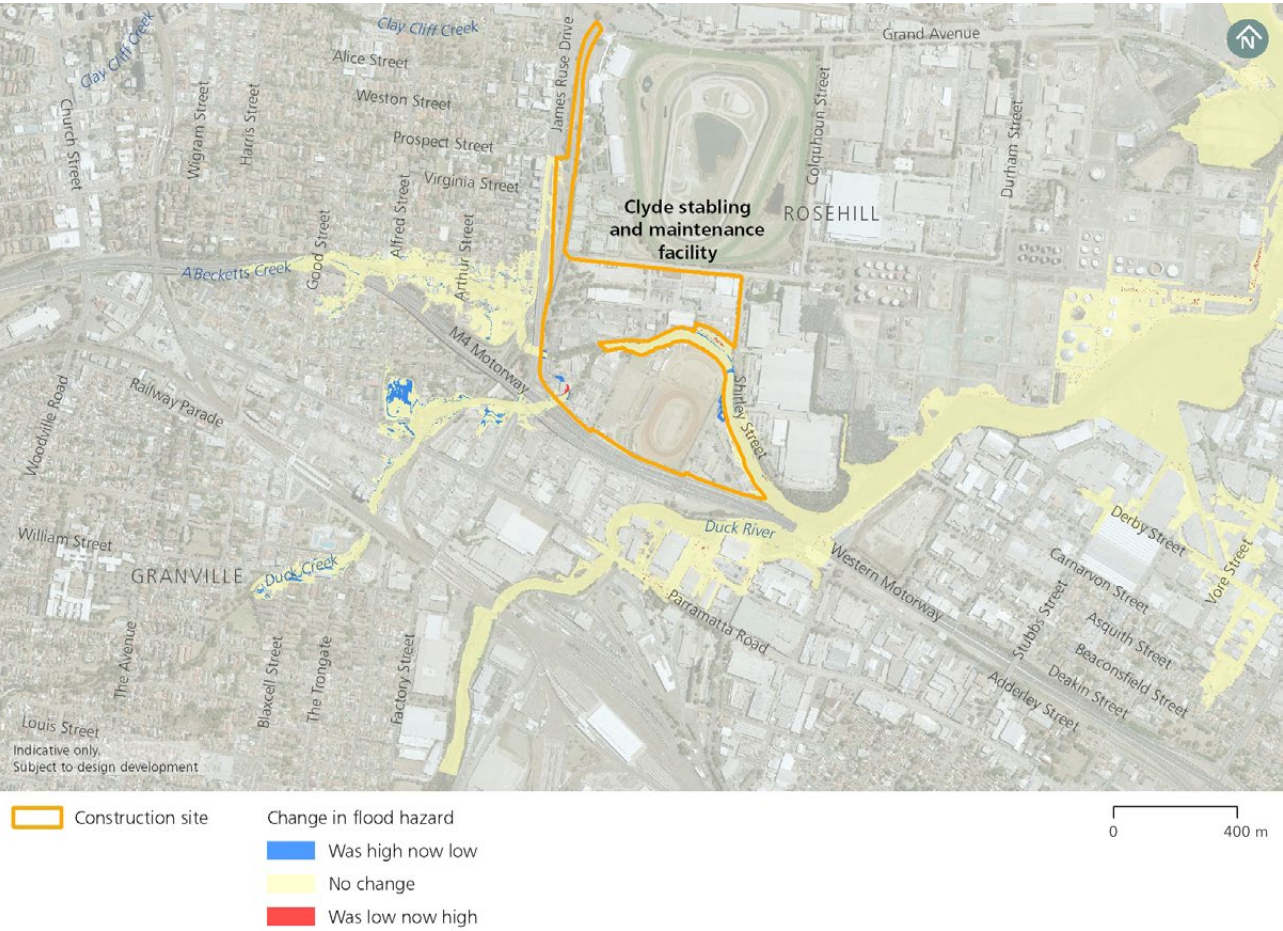 Clay Cliff Creek
Clay Cliff Creek
Alice Street
Weston Street
Prospect Street
Virginia Street
Church Street
Wigram Street
Harris Street
James Ruse Drive
Grand Avenue
N
Colquhoun Street
Durham Street
ROSEHILL
Clyde stabling
and maintenance
facility
Good Street
Alfred Street
Arthur Street
A'Becketts Creek
M4 Motorway
Railway Parade
Woodville Road
Shirley Street
Duck River
William Street
GRANVILLE
Duck Creek
Western Motorway
Parramatta Road
Derby Street
Carnarvon Street
Vore Street
Stubbs Street
Asquith Street
Beaconsfield Street
Deakin Street
Adderley Street
The Avenue
Blaxcell Street
The Trongate
Factory Street
Louis Street
Indicative only.
Subject to design development
Construction site
Change in flood hazard
Was high now low
No change
Was low now high
0 400 m